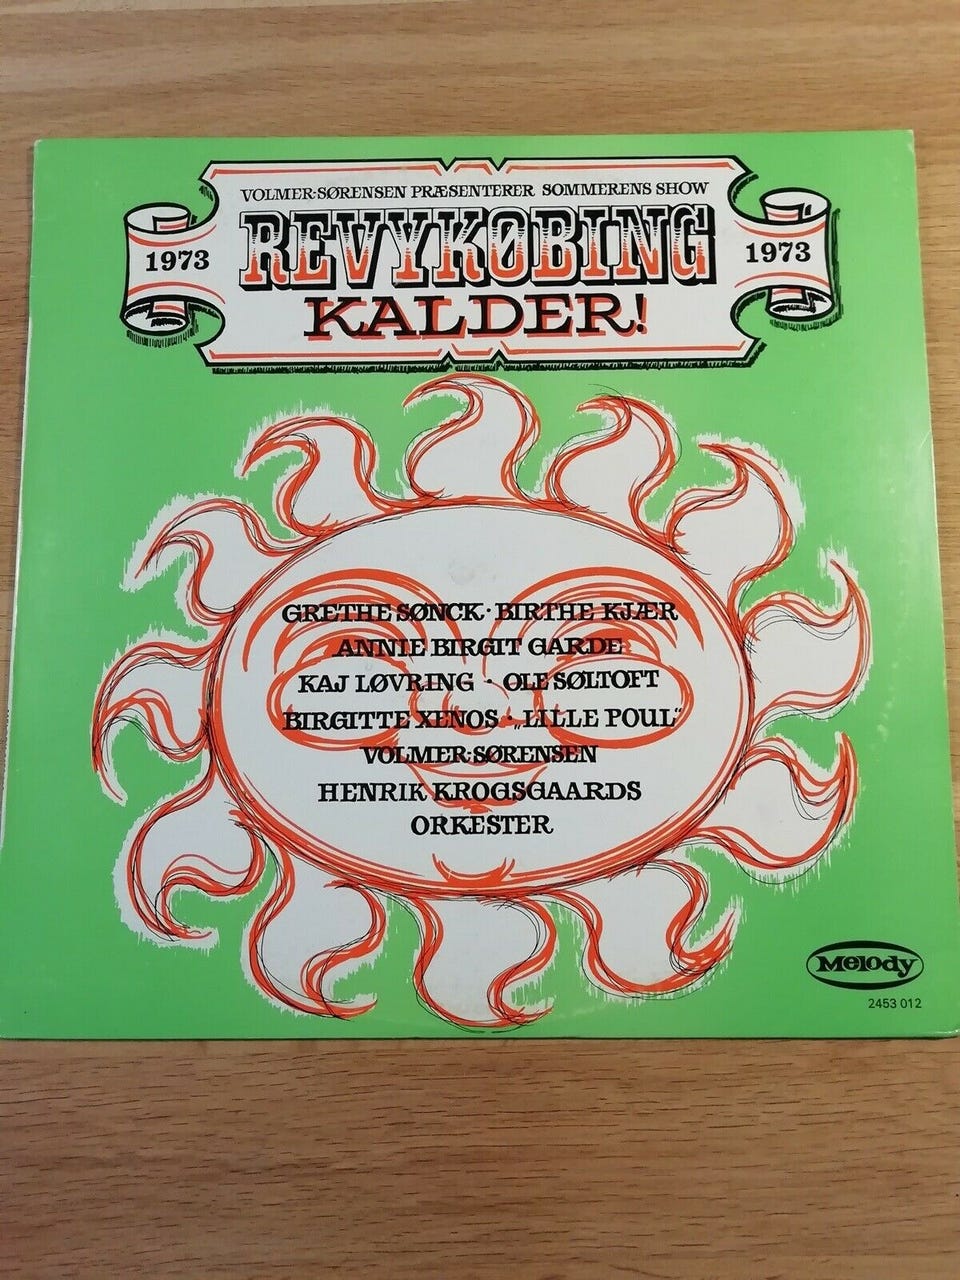 VOLMER-SØRENSEN PRÆSENTERER SOMMERENS SHOW
1973 REVYKØBING 1973
KALDER!
GRETHE SØNCK · BIRTHE KJÆR
ANNIE BIRGIT GARDE
KAJ LØVRING · OLE SØLTOFT
BIRGITTE XENOS · „LILLE POUL“
VOLMER-SØRENSEN
HENRIK KROGSGAARDS
ORKESTER
Melody
2453 012